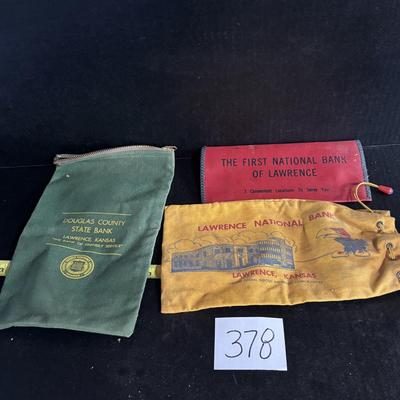 DOUGLAS COUNTY
STATE BANK
LAWRENCE, KANSAS
THE FIRST NATIONAL BANK
OF LAWRENCE
3 Convenient Locations To Serve You
LAWRENCE NATIONAL BANK
LAWRENCE, KANSAS
378